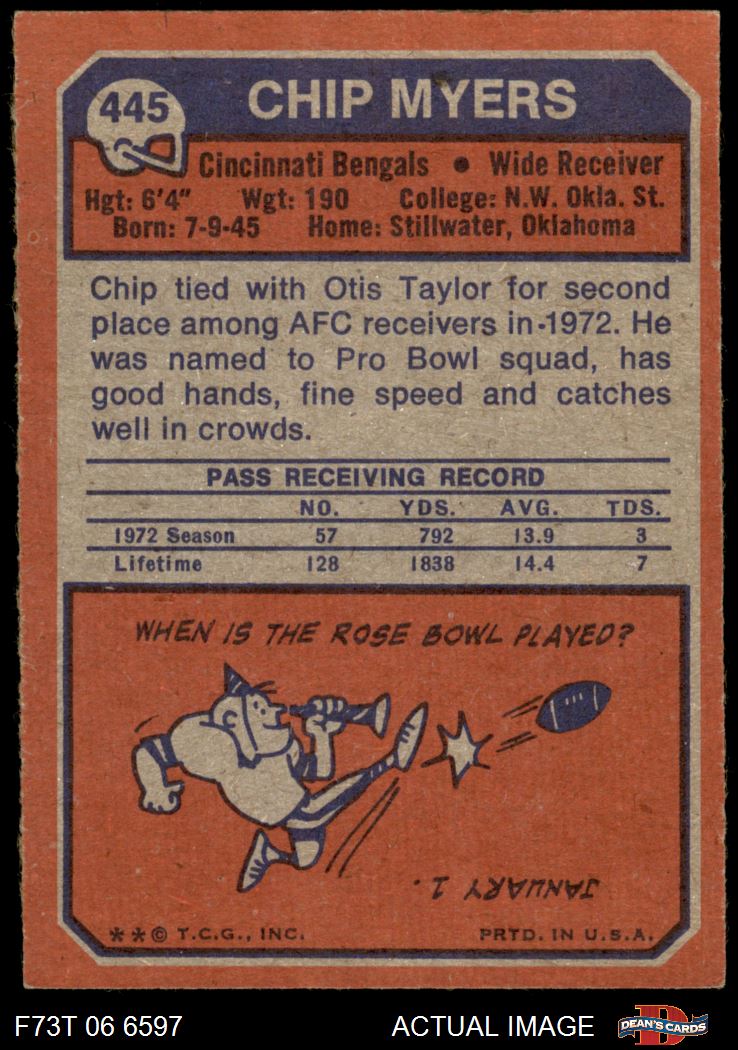 445
CHIP MYERS
Cincinnati Bengals • Wide Receiver
Hgt: 6'4" Wgt: 190 College: N.W. Okla. St.
Born: 7-9-45 Home: Stillwater, Oklahoma
Chip tied with Otis Taylor for second
place among AFC receivers in 1972. He
was named to Pro Bowl squad, has
good hands, fine speed and catches
well in crowds.
PASS RECEIVING RECORD
NO. YDS. AVG. TDS.
1972 Season 57 792 13.9 3
Lifetime 128 1838 14.4 7
WHEN IS THE ROSE BOWL PLAYED?
JANUARY 1.
**© T.C.G., INC. PRTD. IN U.S.A.
F73T 06 6597 ACTUAL IMAGE D DEAN'S CARDS